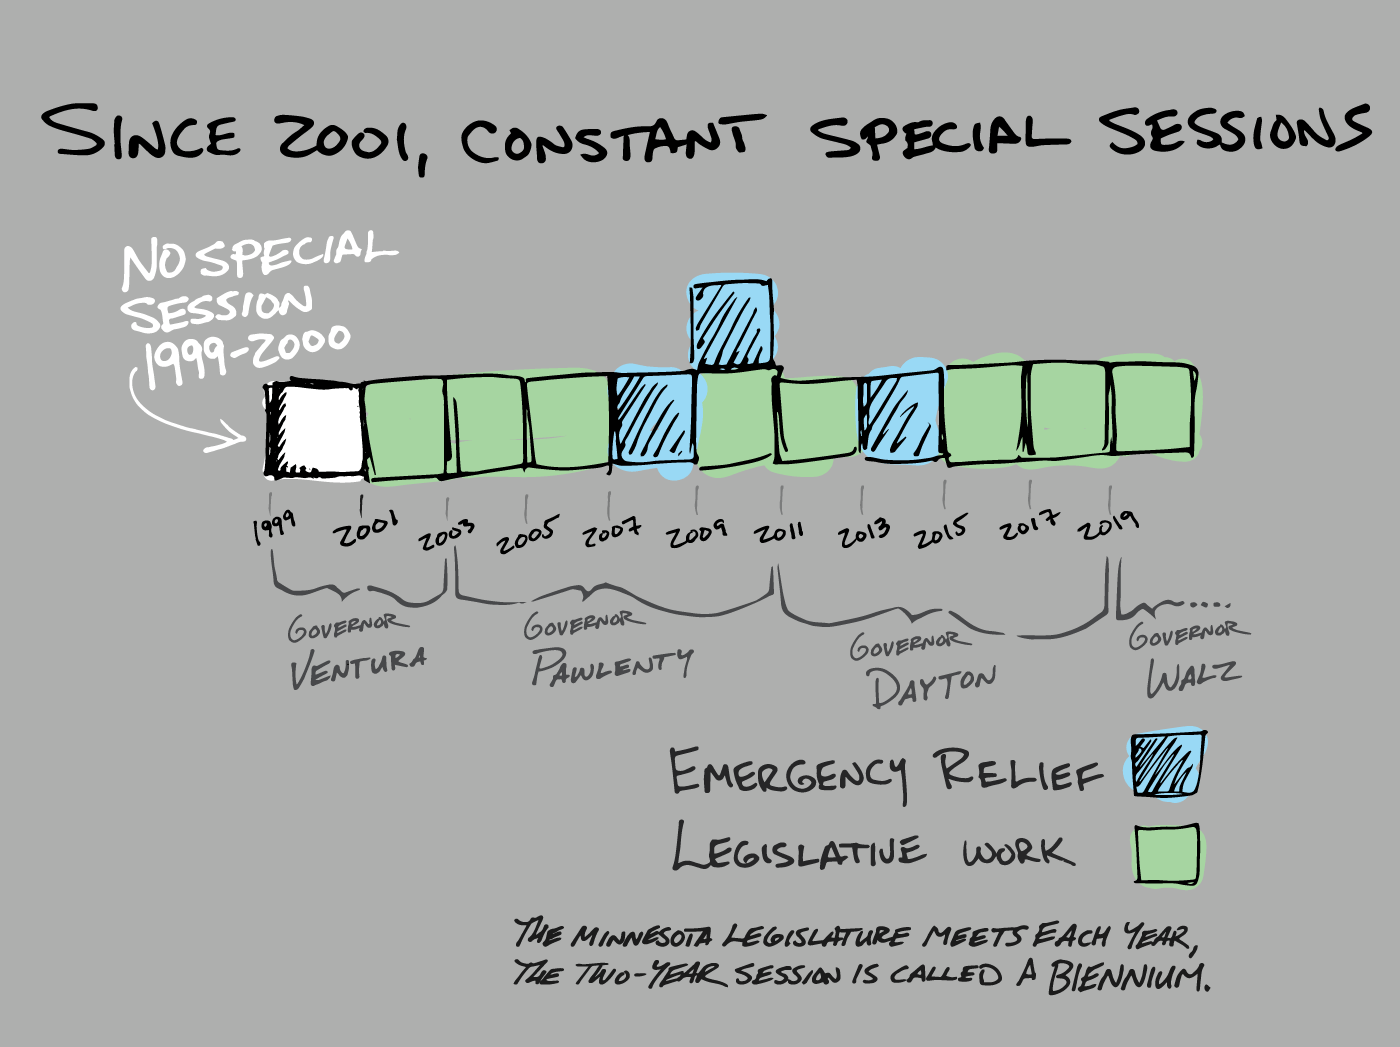 SINCE 2001, CONSTANT SPECIAL SESSIONS
NO SPECIAL
SESSION
1999-2000
1999 2001 2003 2005 2007 2009 2011 2013 2015 2017 2019
GOVERNOR
VENTURA
GOVERNOR
PAWLENTY
GOVERNOR
DAYTON
GOVERNOR
WALZ
EMERGENCY RELIEF
LEGISLATIVE WORK
THE MINNESOTA LEGISLATURE MEETS EACH YEAR,
THE TWO-YEAR SESSION IS CALLED A BIENNIUM.